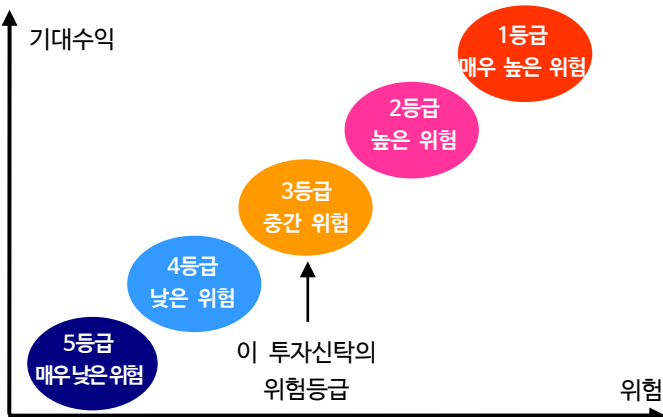 기대수익
1등급
매우 높은 위험
2등급
높은 위험
3등급
중간 위험
4등급
낮은 위험
5등급
매우 낮은 위험
이 투자신탁의
위험등급
위험